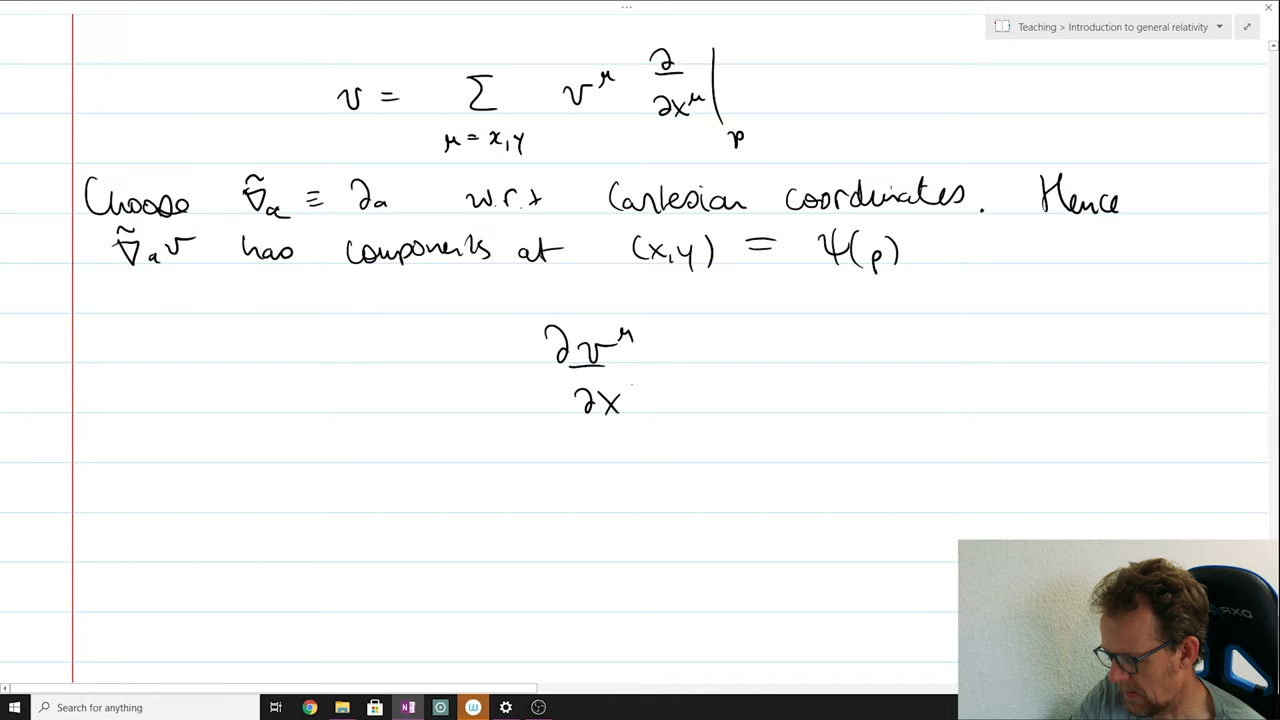 Teaching > Introduction to general relativity
v = Σ v^μ ∂/∂x^μ |_p
μ = x,y
Choose ∇̃_a ≡ ∂_a w.r.t Cartesian coordinates. Hence
∇̃_a v has components at (x,y) = ψ(p)
∂v^μ
∂x
Search for anything